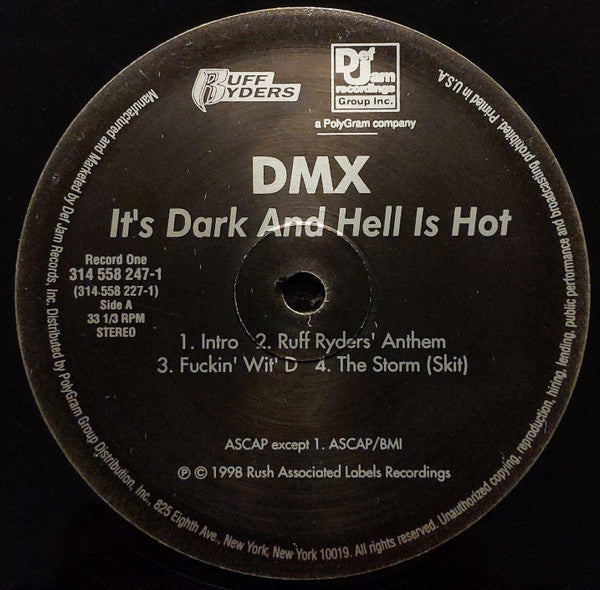 RUFF
RYDERS
Def
Jam
recordings
Group Inc.
a PolyGram company
DMX
It's Dark And Hell Is Hot
Record One
314 558 247-1
(314-558 227-1)
Side A
33 1/3 RPM
STEREO
1. Intro 2. Ruff Ryders' Anthem
3. Fuckin' Wit' D 4. The Storm (Skit)
ASCAP except 1. ASCAP/BMI
℗ © 1998 Rush Associated Labels Recordings
Manufactured and Marketed by Def Jam Records, Inc. Distributed by PolyGram Group Distribution, Inc., 825 Eighth Ave., New York, New York 10019. All rights reserved. Unauthorized copying, reproduction, hiring, lending, public performance and broadcasting prohibited. Printed in U.S.A.